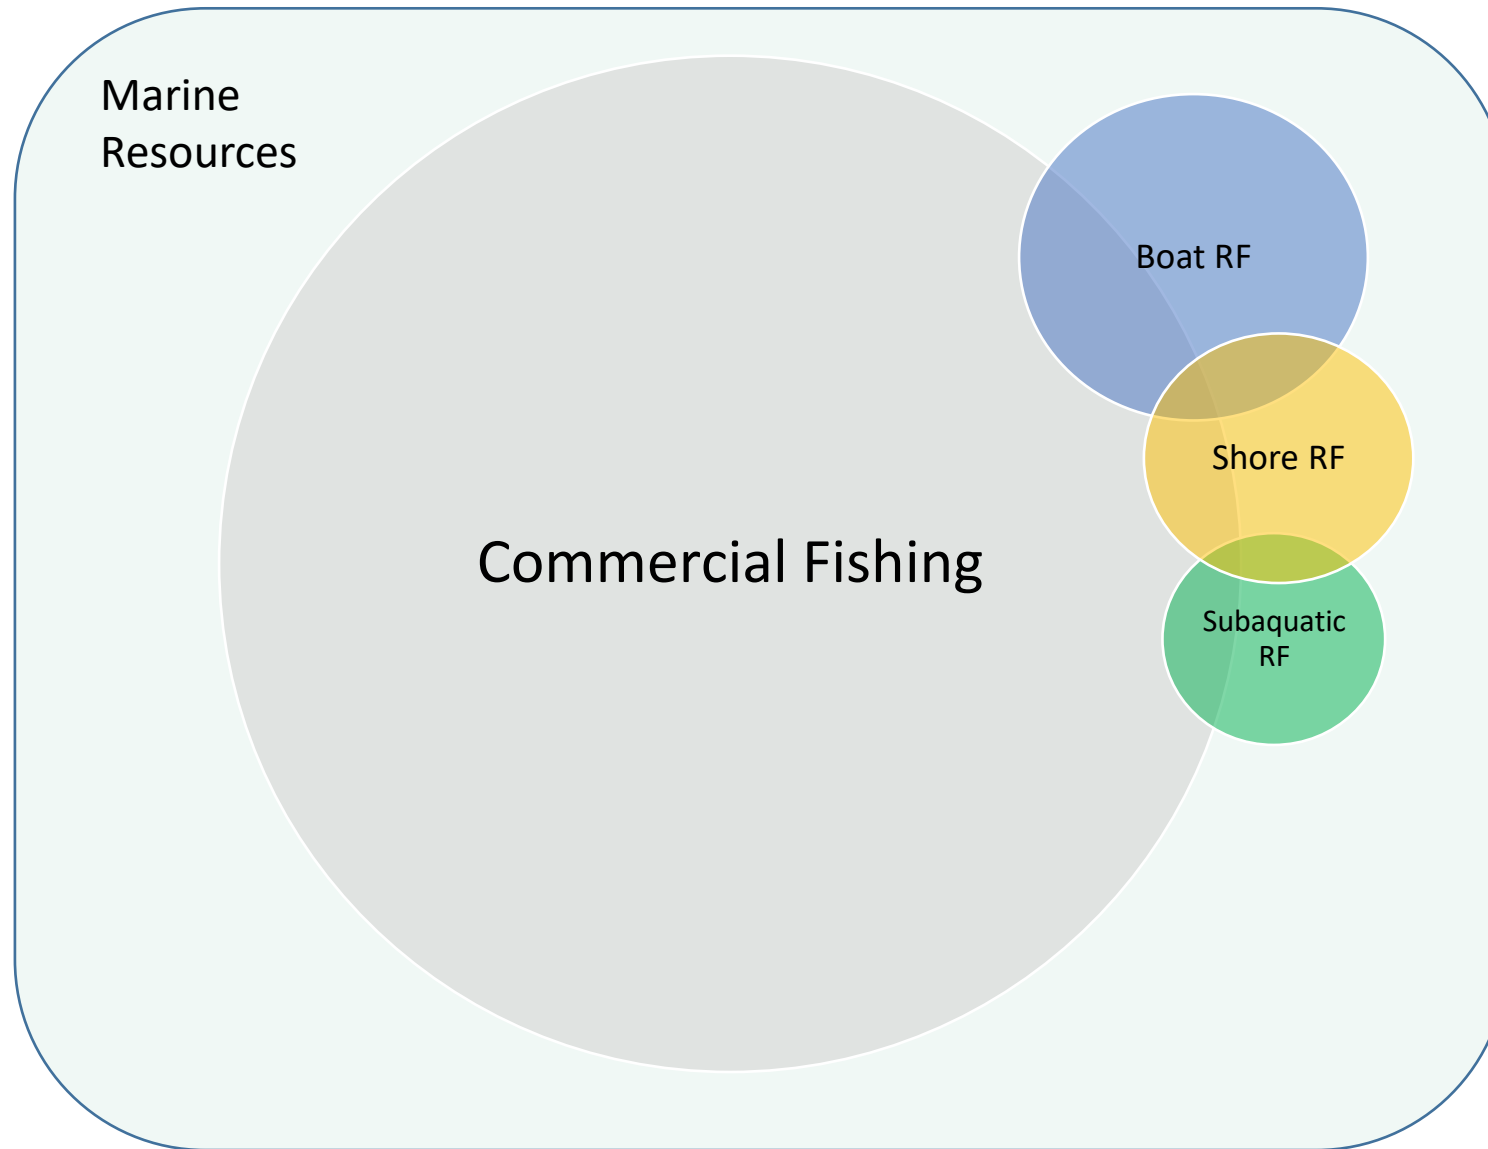 Marine
Resources
Boat RF
Shore RF
Commercial Fishing
Subaquatic
RF